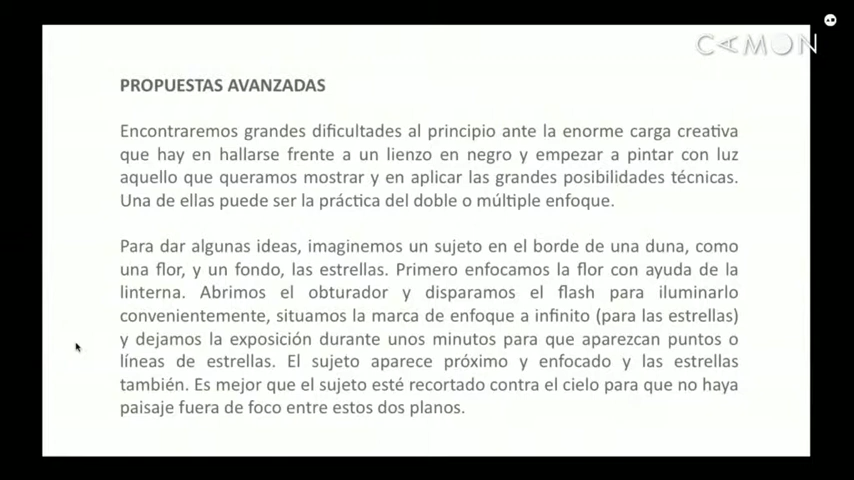 CAMON
PROPUESTAS AVANZADAS
Encontraremos grandes dificultades al principio ante la enorme carga creativa
que hay en hallarse frente a un lienzo en negro y empezar a pintar con luz
aquello que queramos mostrar y en aplicar las grandes posibilidades técnicas.
Una de ellas puede ser la práctica del doble o múltiple enfoque.
Para dar algunas ideas, imaginemos un sujeto en el borde de una duna, como
una flor, y un fondo, las estrellas. Primero enfocamos la flor con ayuda de la
linterna. Abrimos el obturador y disparamos el flash para iluminarlo
convenientemente, situamos la marca de enfoque a infinito (para las estrellas)
y dejamos la exposición durante unos minutos para que aparezcan puntos o
líneas de estrellas. El sujeto aparece próximo y enfocado y las estrellas
también. Es mejor que el sujeto esté recortado contra el cielo para que no haya
paisaje fuera de foco entre estos dos planos.